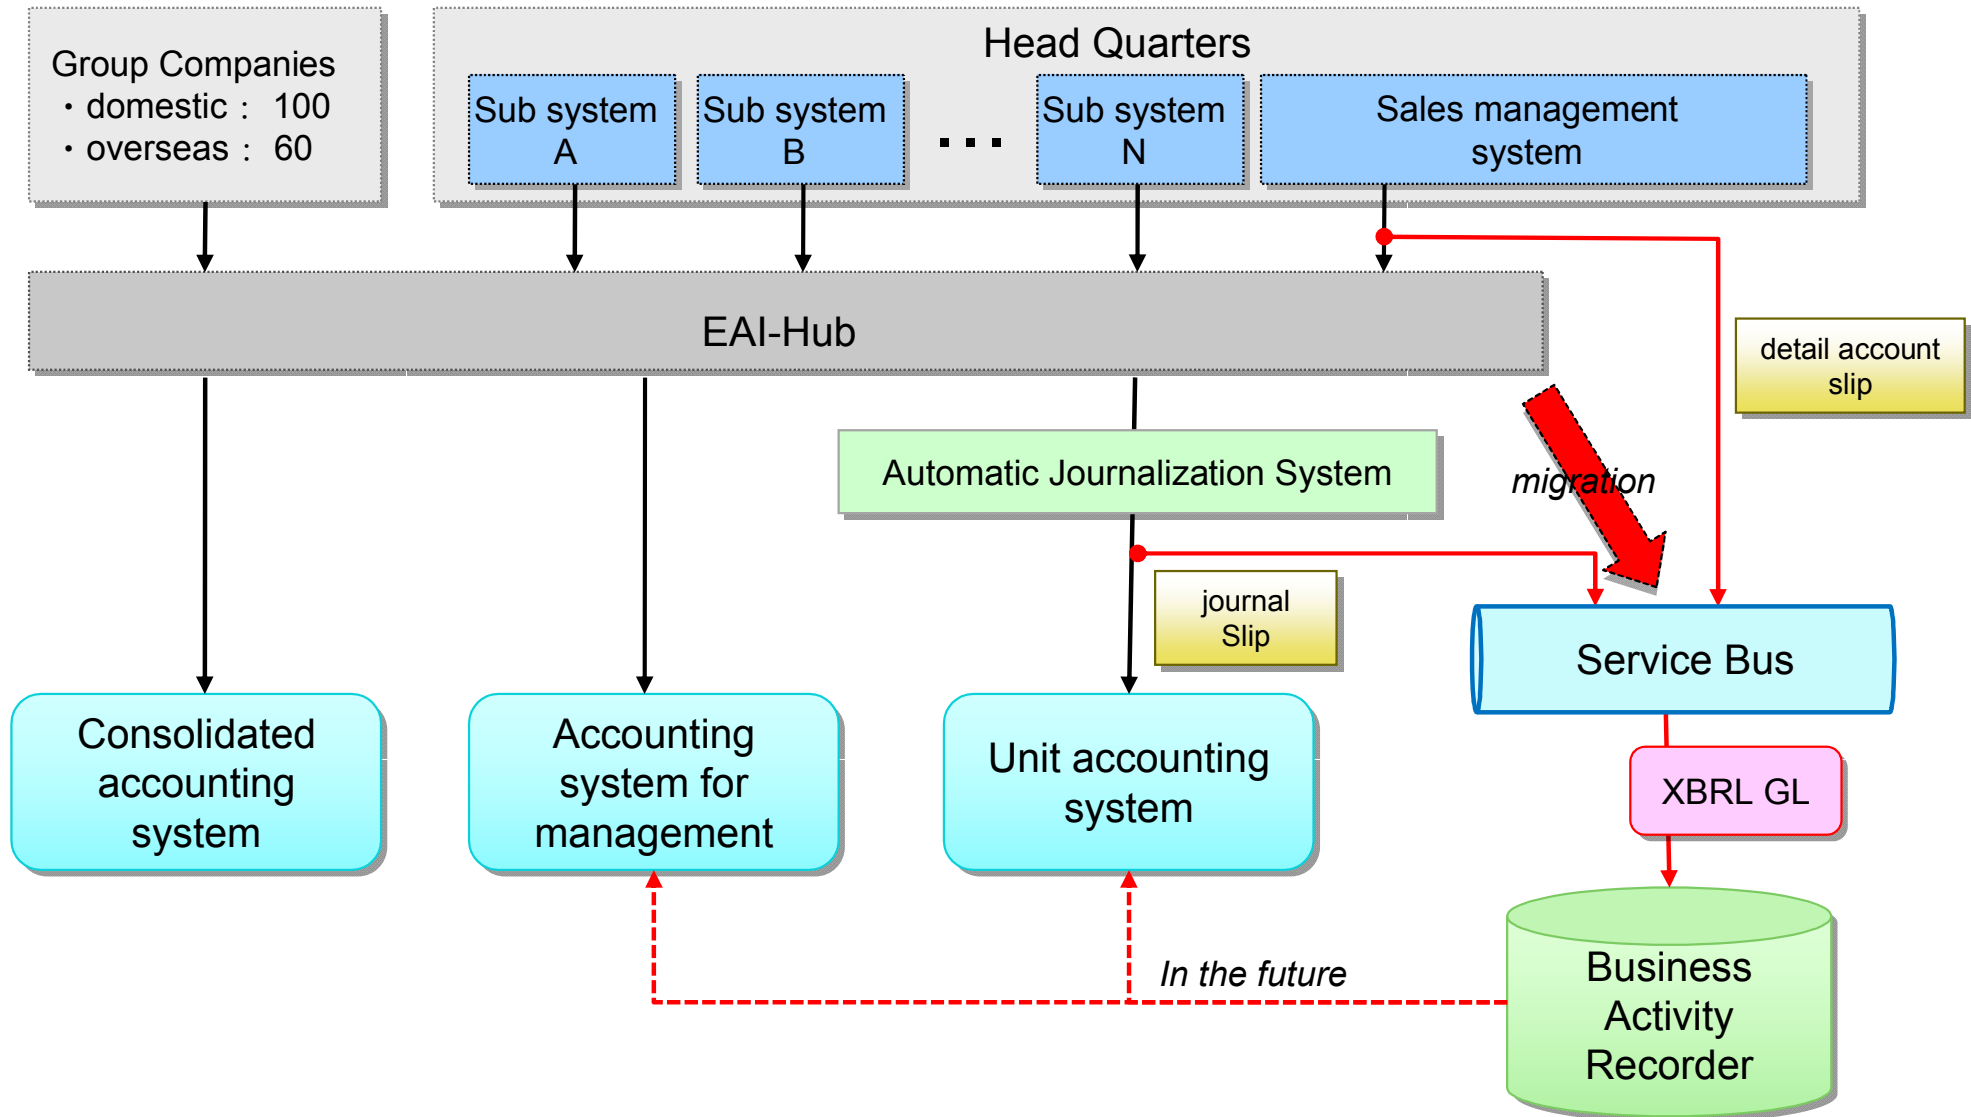 Group Companies
・domestic： 100
・overseas： 60
Head Quarters
Sub system
A
Sub system
B
...
Sub system
N
Sales management
system
EAI-Hub
detail account
slip
Automatic Journalization System
migration
journal
Slip
Service Bus
Consolidated
accounting
system
Accounting
system for
management
Unit accounting
system
XBRL GL
In the future
Business
Activity
Recorder